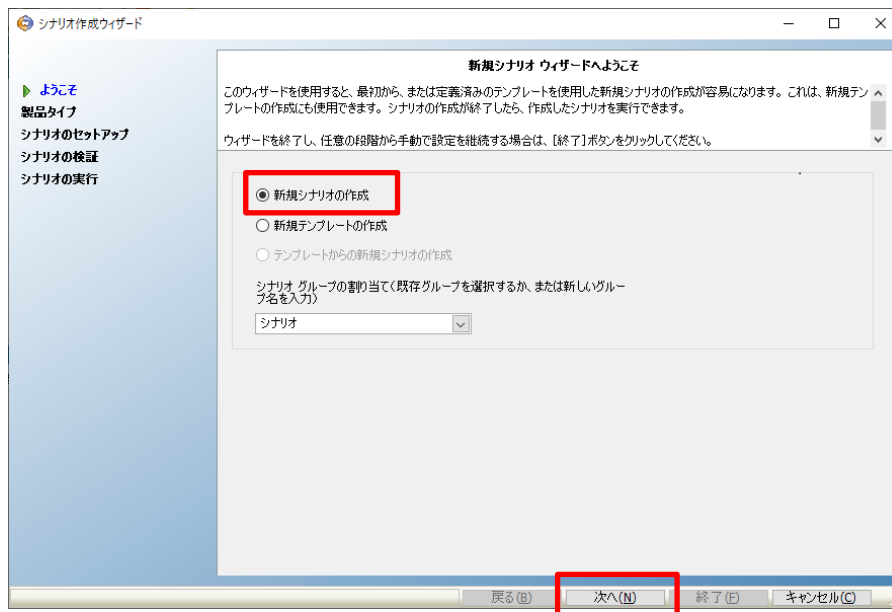 シナリオ作成ウィザード
ようこそ
製品タイプ
シナリオのセットアップ
シナリオの検証
シナリオの実行
新規シナリオ ウィザードへようこそ
このウィザードを使用すると、最初から、または定義済みのテンプレートを使用した新規シナリオの作成が容易になります。これは、新規テン
プレートの作成にも使用できます。シナリオの作成が終了したら、作成したシナリオを実行できます。
ウィザードを終了し、任意の段階から手動で設定を継続する場合は、[終了]ボタンをクリックしてください。
新規シナリオの作成
新規テンプレートの作成
テンプレートからの新規シナリオの作成
シナリオ グループの割り当て(既存グループを選択するか、または新しいグルー
プ名を入力)
シナリオ
戻る(B) 次へ(N) 終了(F) キャンセル(C)